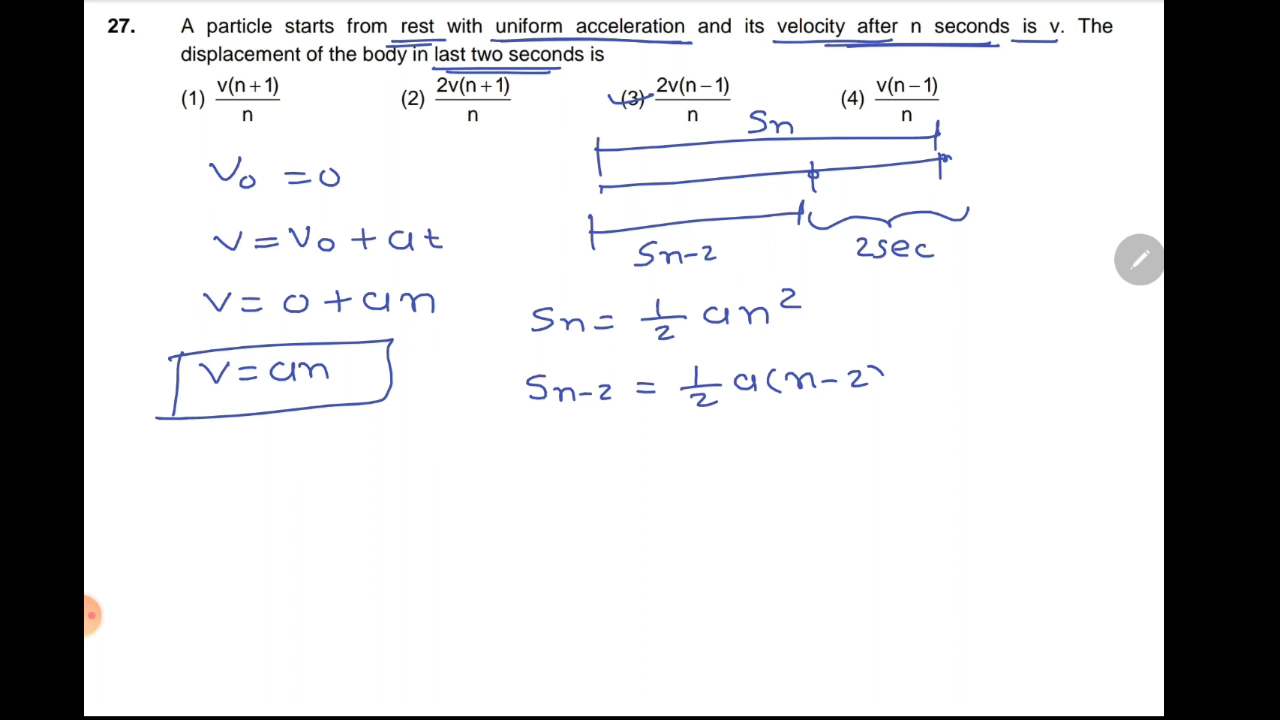 27. A particle starts from rest with uniform acceleration and its velocity after n seconds is v. The
displacement of the body in last two seconds is
(1) v(n+1)/n (2) 2v(n+1)/n (3) 2v(n−1)/n (4) v(n−1)/n
Sn
V₀ = 0
V = V₀ + at
Sn-2 2sec
V = 0 + an
Sn = 1/2 an²
V = an
Sn-2 = 1/2 a(n-2)